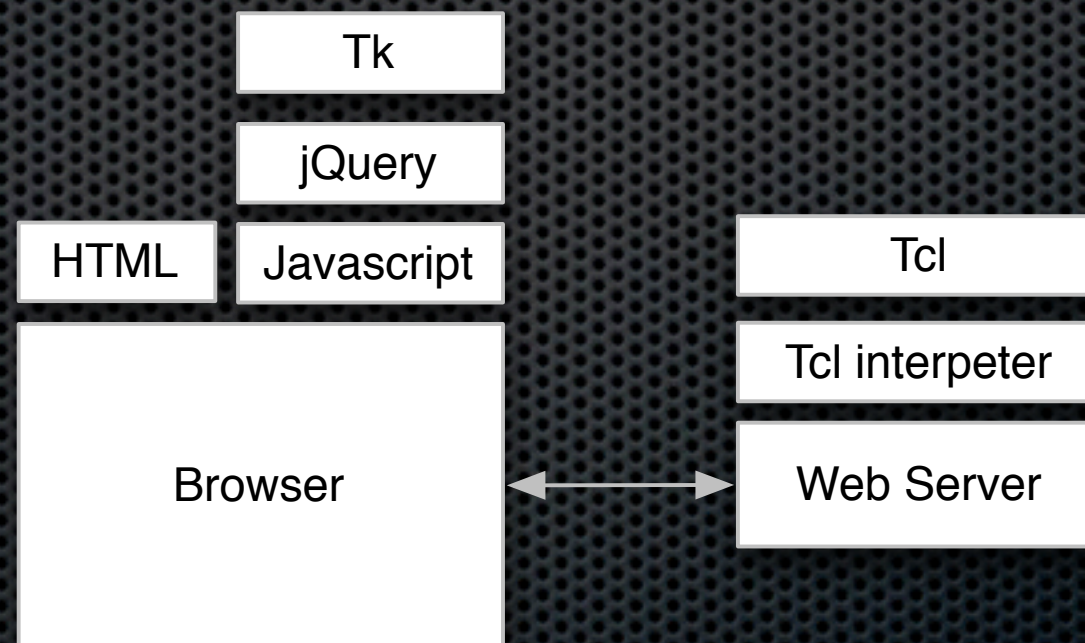 Tk
jQuery
HTML
Javascript
Browser
Tcl
Tcl interpeter
Web Server